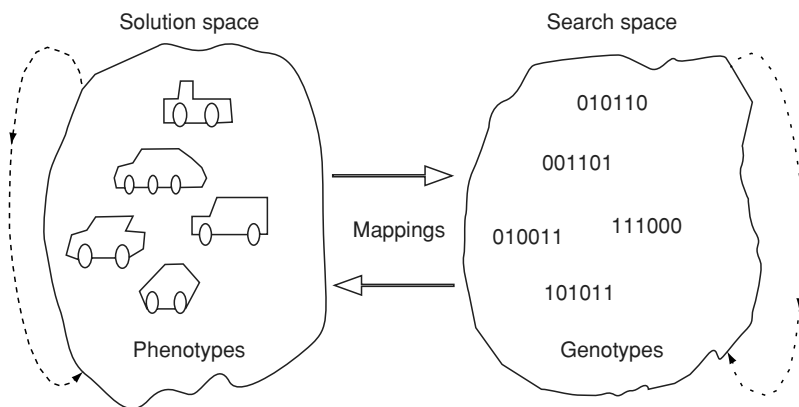 Solution space
Search space
010110
001101
Mappings
010011
111000
101011
Phenotypes
Genotypes